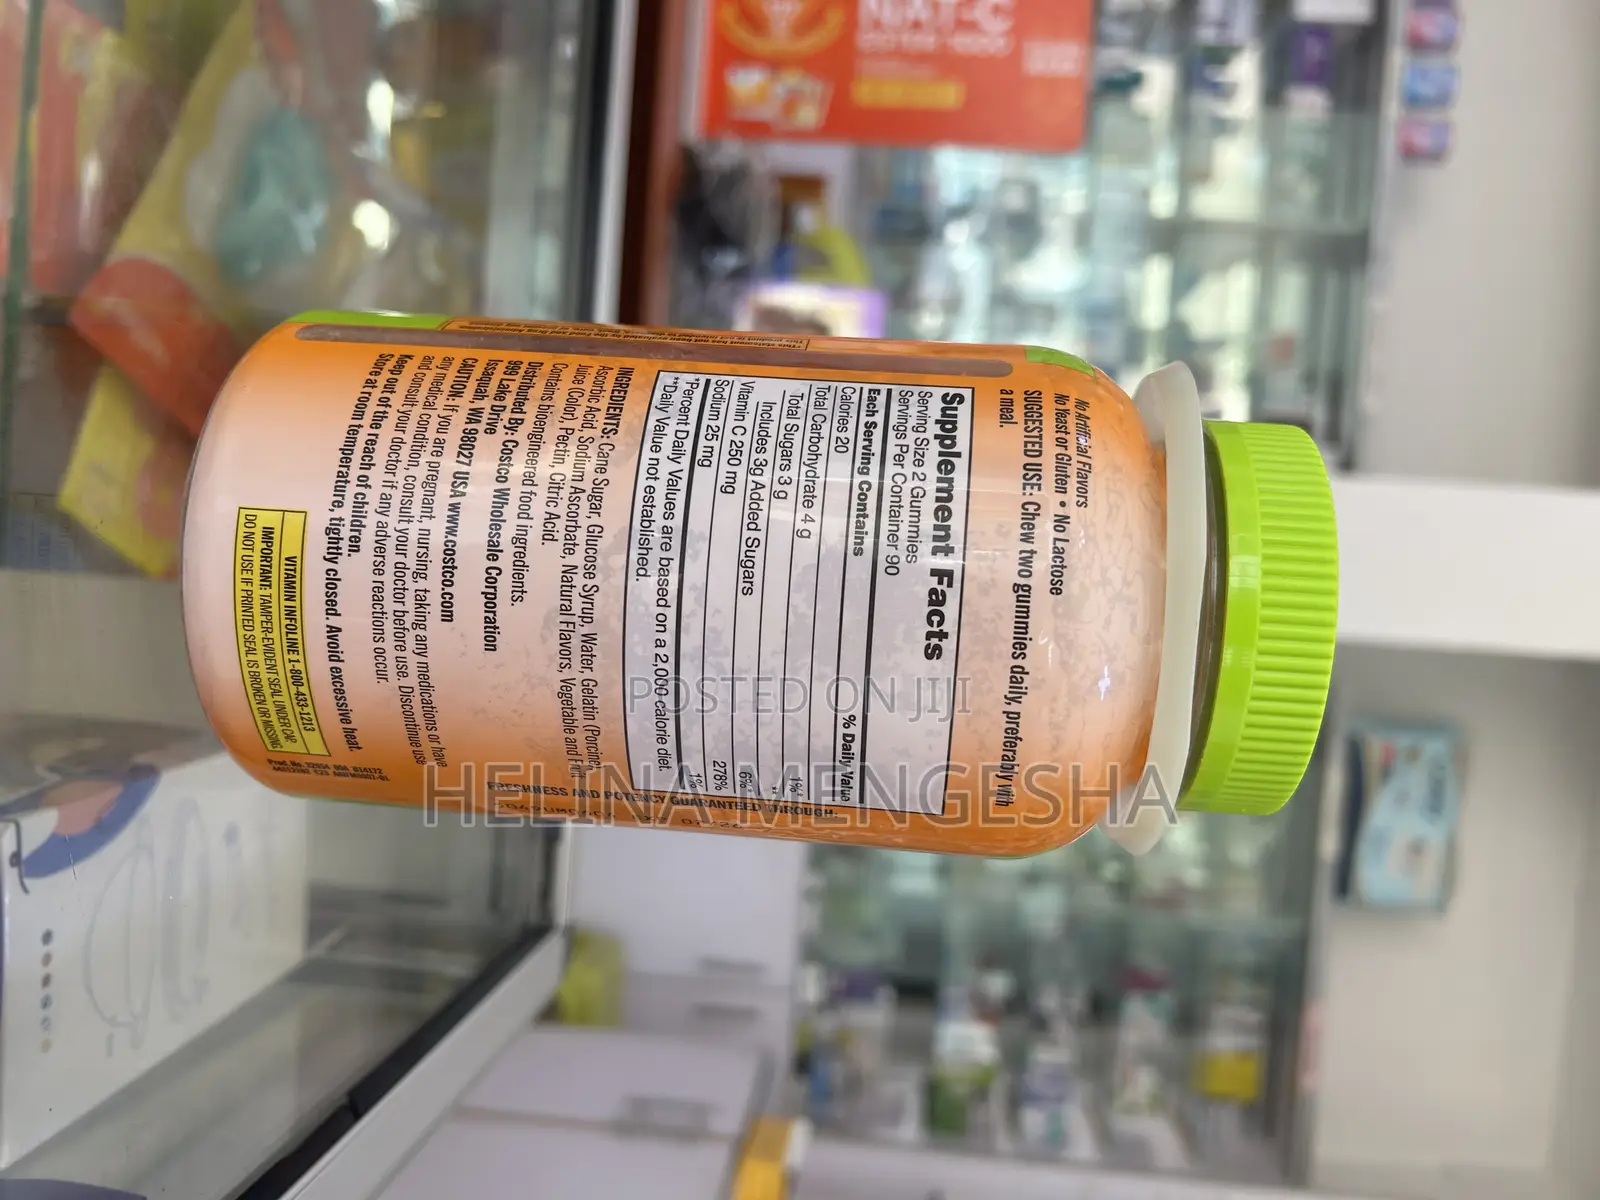 No Artificial Flavors
No Yeast or Gluten • No Lactose
SUGGESTED USE: Chew two gummies daily, preferably with
a meal.
Supplement Facts
Serving Size 2 Gummies
Servings Per Container 90
Each Serving Contains % Daily Value
Calories 20
Total Carbohydrate 4 g 1%*
Total Sugars 3 g **
Includes 3g Added Sugars 6%*
Vitamin C 250 mg 278%
Sodium 25 mg 1%
*Percent Daily Values are based on a 2,000 calorie diet.
**Daily Value not established.
INGREDIENTS: Cane Sugar, Glucose Syrup, Water, Gelatin (Porcine),
Ascorbic Acid, Sodium Ascorbate, Natural Flavors, Vegetable and Fruit
Juice (Color), Pectin, Citric Acid.
Contains bioengineered food ingredients.
Distributed By: Costco Wholesale Corporation
999 Lake Drive
Issaquah, WA 98027 USA www.costco.com
CAUTION: If you are pregnant, nursing, taking any medications or have
any medical condition, consult your doctor before use. Discontinue use
and consult your doctor if any adverse reactions occur.
Keep out of the reach of children.
Store at room temperature, tightly closed. Avoid excessive heat.
VITAMIN INFOLINE 1-800-433-1213
IMPORTANT: TAMPER-EVIDENT SEAL UNDER CAP.
DO NOT USE IF PRINTED SEAL IS BROKEN OR MISSING.
FRESHNESS AND POTENCY GUARANTEED THROUGH:
NAT-C
POSTED ON JIJI
HELINA MENGESHA